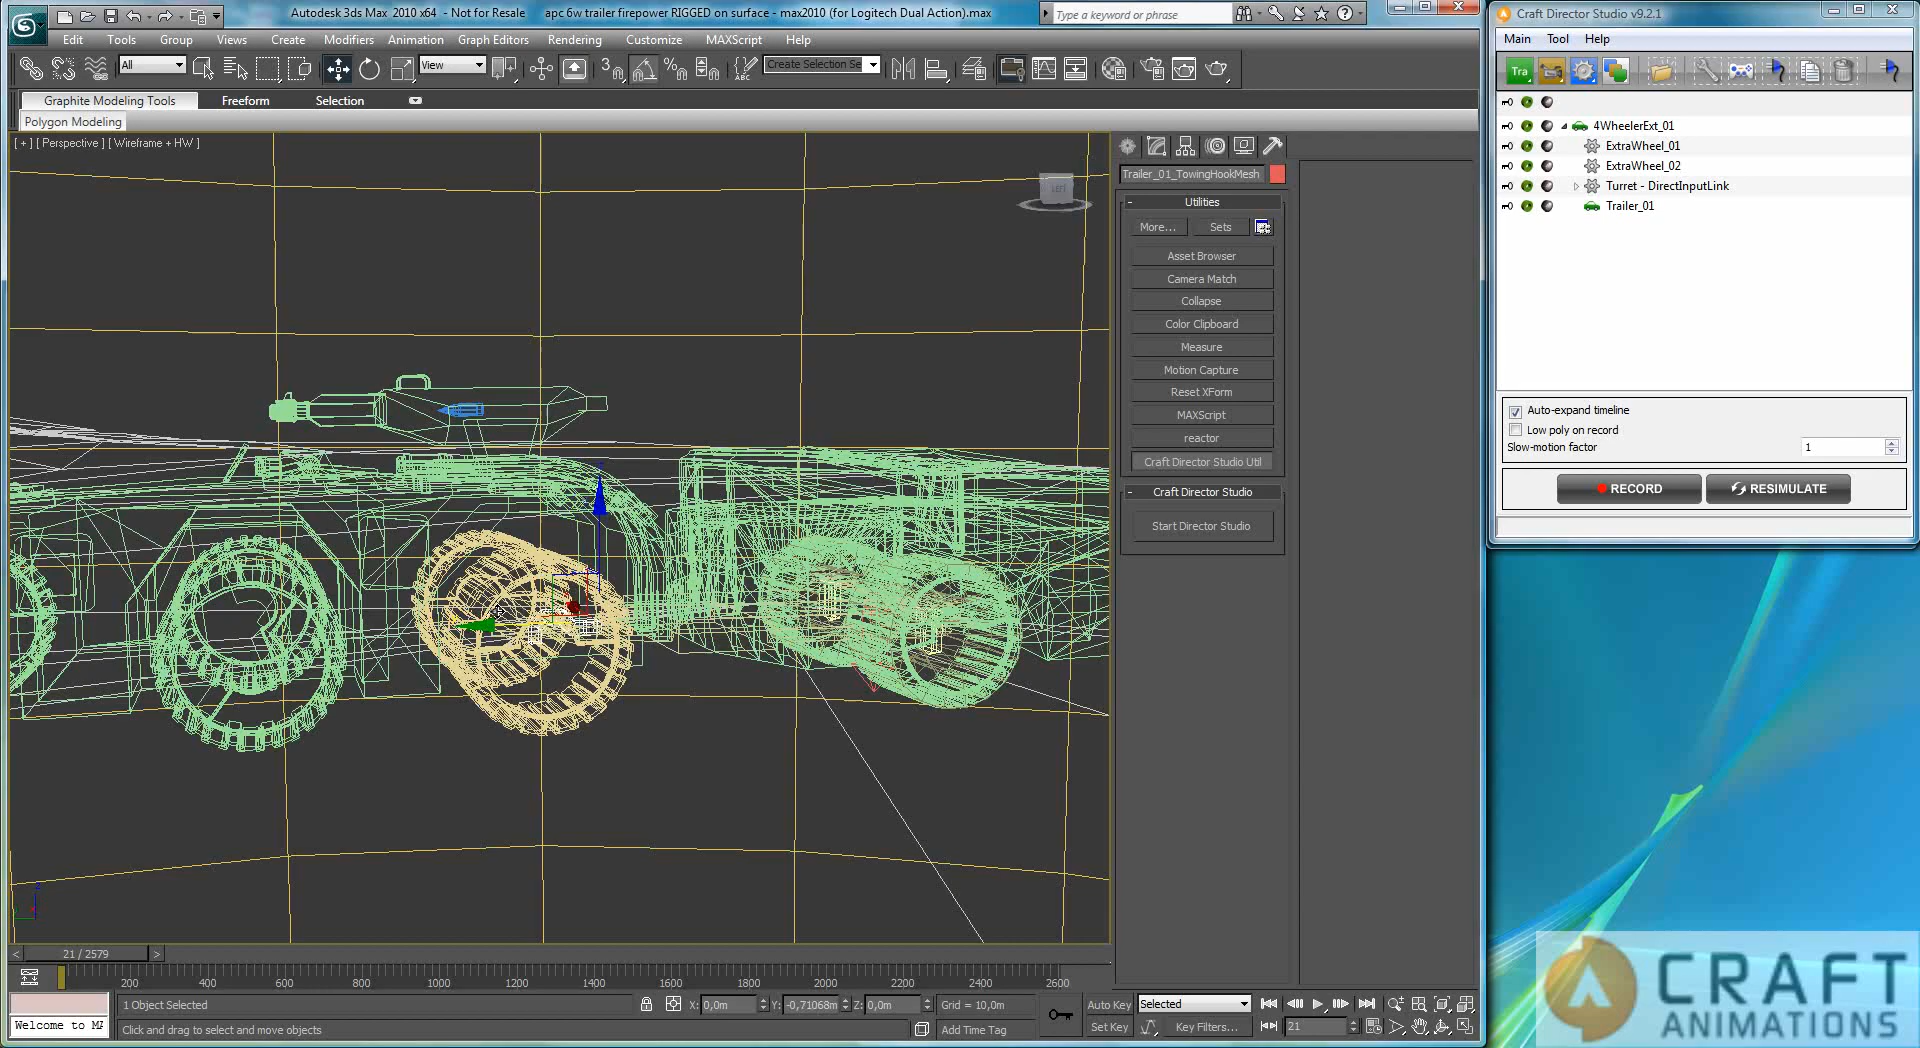 Autodesk 3ds Max 2010 x64 - Not for Resale apc 6w trailer firepower RIGGED on surface - max2010 (for Logitech Dual Action).max
Type a keyword or phrase
Edit Tools Group Views Create Modifiers Animation Graph Editors Rendering Customize MAXScript Help
All
View
3
ABC
Create Selection Se
Graphite Modeling Tools Freeform Selection
Polygon Modeling
[ + ] [ Perspective ] [ Wireframe + HW ]
LEFT
Trailer_01_TowingHookMesh
- Utilities
More... Sets
Asset Browser
Camera Match
Collapse
Color Clipboard
Measure
Motion Capture
Reset XForm
MAXScript
reactor
Craft Director Studio Util
- Craft Director Studio
Start Director Studio
< 21 / 2579 >
200 400 600 800 1000 1200 1400 1600 1800 2000 2200 2400 2600
1 Object Selected X: 0,0m Y: -0,71068m Z: 0,0m Grid = 10,0m Auto Key Selected
Welcome to MA Click and drag to select and move objects Add Time Tag Set Key Key Filters... 21
Craft Director Studio v9.2.1
Main Tool Help
Tra
4WheelerExt_01
ExtraWheel_01
ExtraWheel_02
Turret - DirectInputLink
Trailer_01
Auto-expand timeline
Low poly on record
Slow-motion factor 1
RECORD RESIMULATE
CRAFT
ANIMATIONS